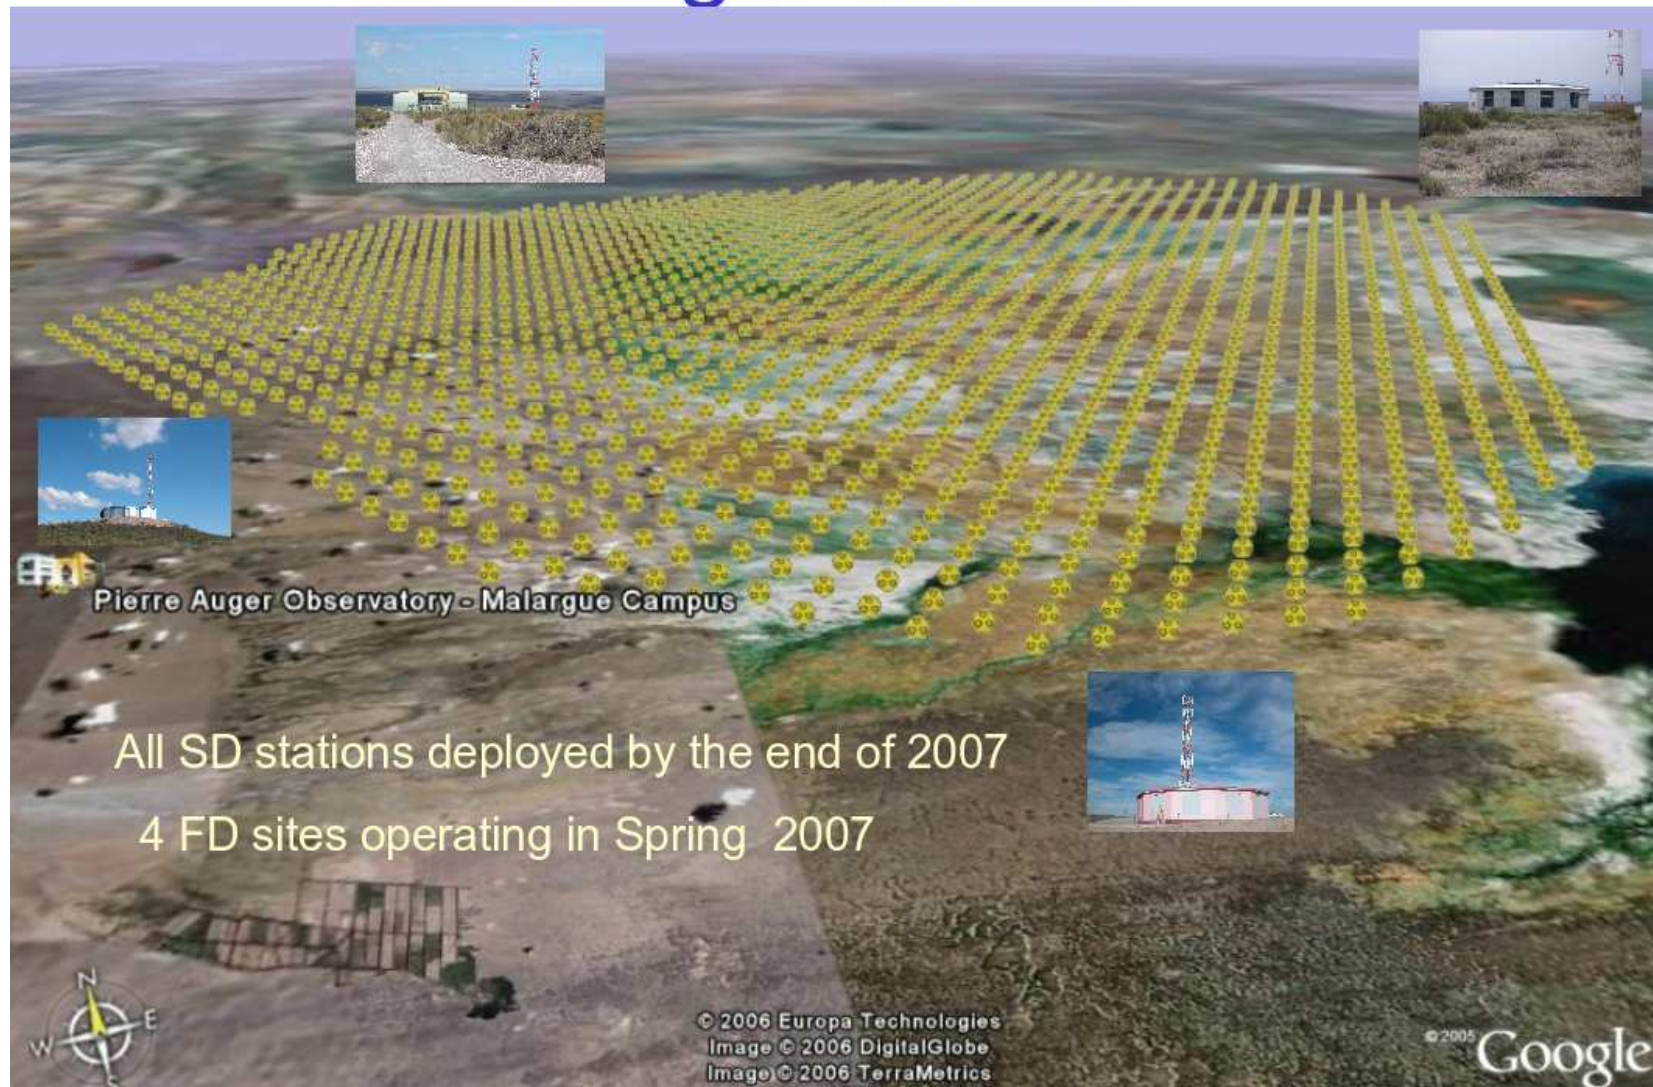 Pierre Auger Observatory - Malargue Campus
All SD stations deployed by the end of 2007
4 FD sites operating in Spring  2007
N
W E
S
© 2006 Europa Technologies
Image © 2006 DigitalGlobe
Image © 2006 TerraMetrics
© 2005 Google